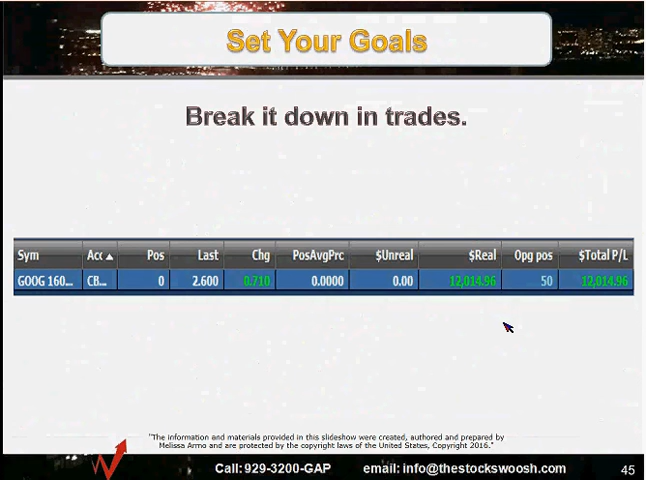 Set Your Goals
Break it down in trades.
Sym Acc Pos Last Chg PosAvgPrc $Unreal $Real Opg pos $Total P/L
GOOG 160... CB... 0 2.600 0.710 0.0000 0.00 12,014.96 50 12,014.96
"The information and materials provided in this slideshow were created, authored and prepared by
Melissa Armo and are protected by the copyright laws of the United States, Copyright 2016."
Call: 929-3200-GAP email: info@thestockswoosh.com 45